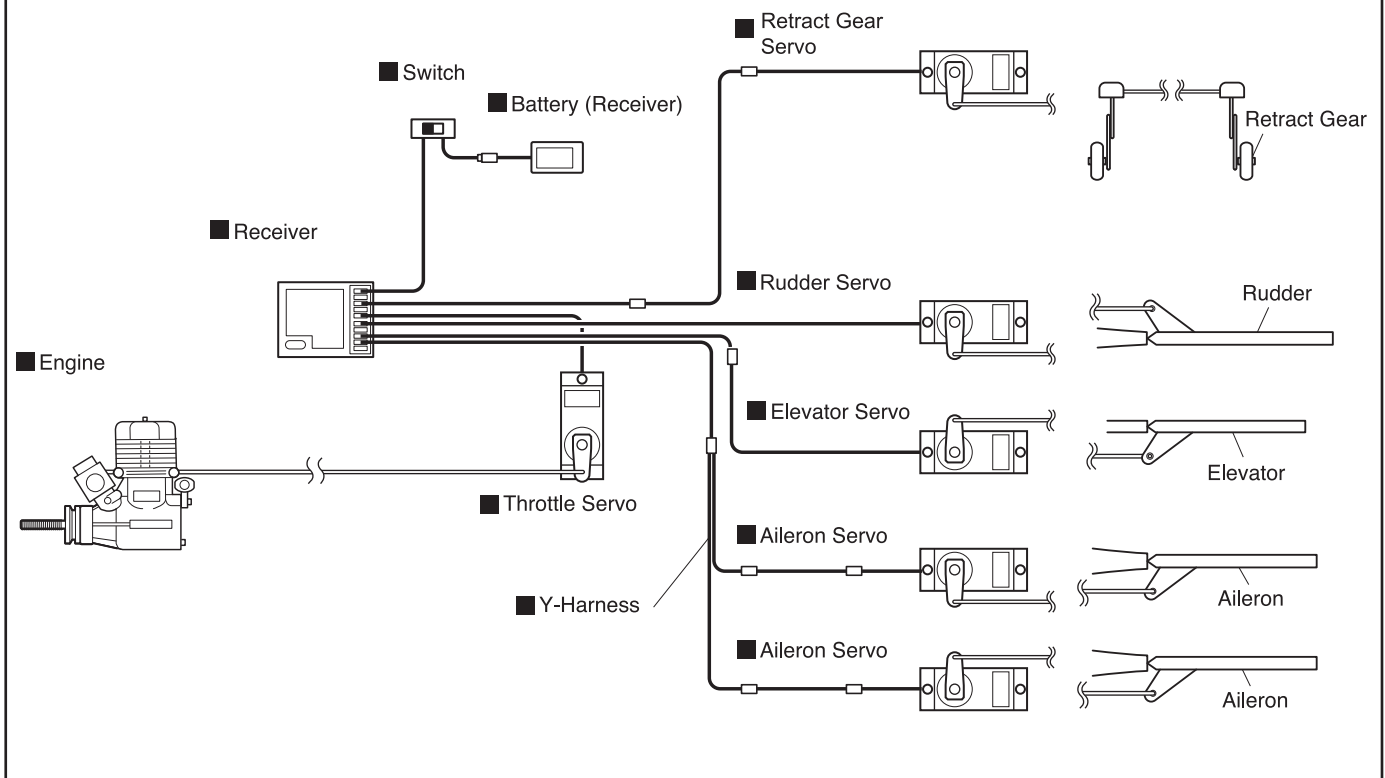 ■ Retract Gear
Servo
■ Switch
■ Battery (Receiver)
Retract Gear
■ Receiver
■ Rudder Servo
Rudder
■ Engine
■ Elevator Servo
Elevator
■ Throttle Servo
■ Aileron Servo
Aileron
■ Y-Harness
■ Aileron Servo
Aileron